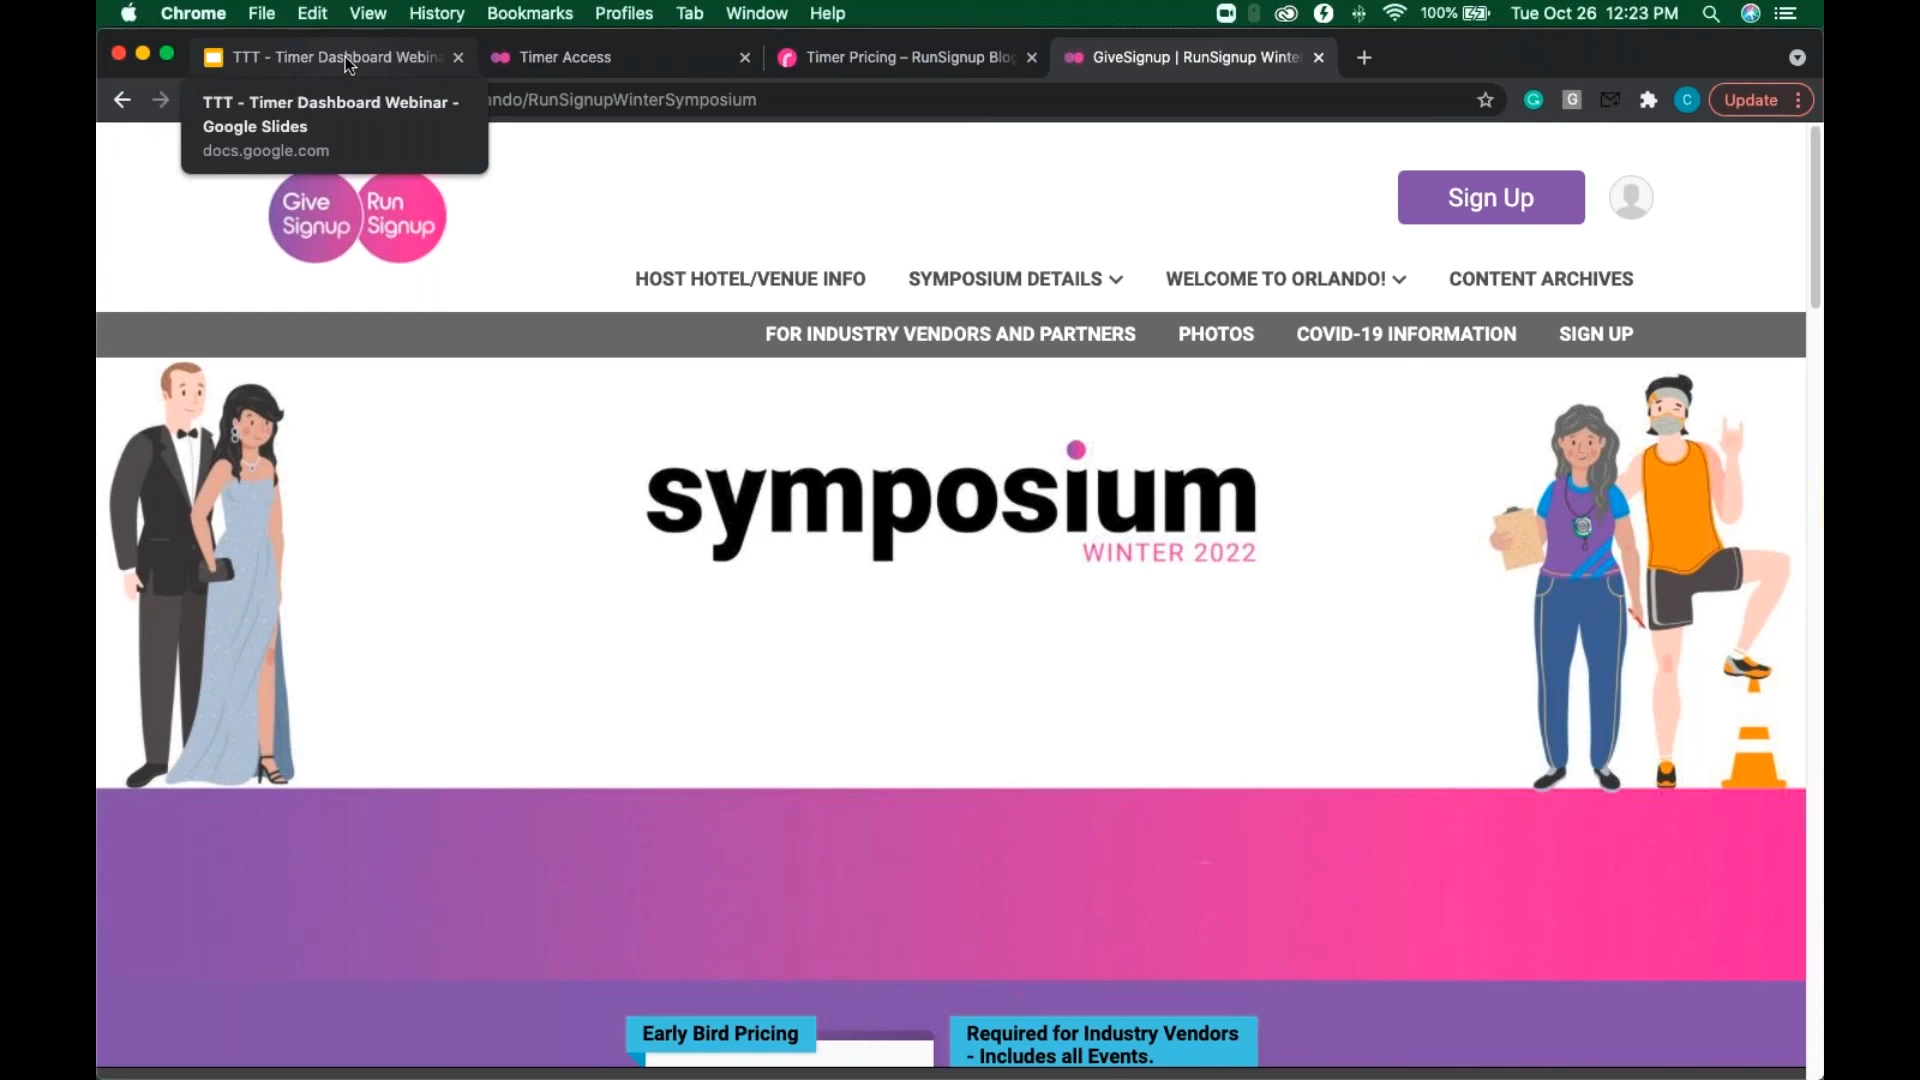 Chrome File Edit View History Bookmarks Profiles Tab Window Help 100% Tue Oct 26 12:23 PM
TTT - Timer Dashboard Webina Timer Access Timer Pricing – RunSignup Blo GiveSignup | RunSignup Winte
ando/RunSignupWinterSymposium G C Update
TTT - Timer Dashboard Webinar -
Google Slides
docs.google.com
Give
Signup
Run
Signup
Sign Up
HOST HOTEL/VENUE INFO SYMPOSIUM DETAILS WELCOME TO ORLANDO! CONTENT ARCHIVES
FOR INDUSTRY VENDORS AND PARTNERS PHOTOS COVID-19 INFORMATION SIGN UP
symposium
WINTER 2022
Early Bird Pricing
Required for Industry Vendors
- Includes all Events.